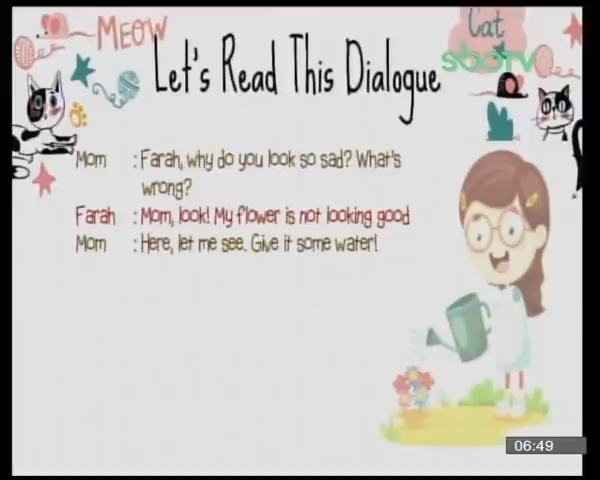 MEOW
Cat
sboTV
Let's Read This Dialogue
Mom : Farah, why do you look so sad? What's
wrong?
Farah : Mom, look! My flower is not looking good
Mom : Here, let me see. Give it some water!
06:49